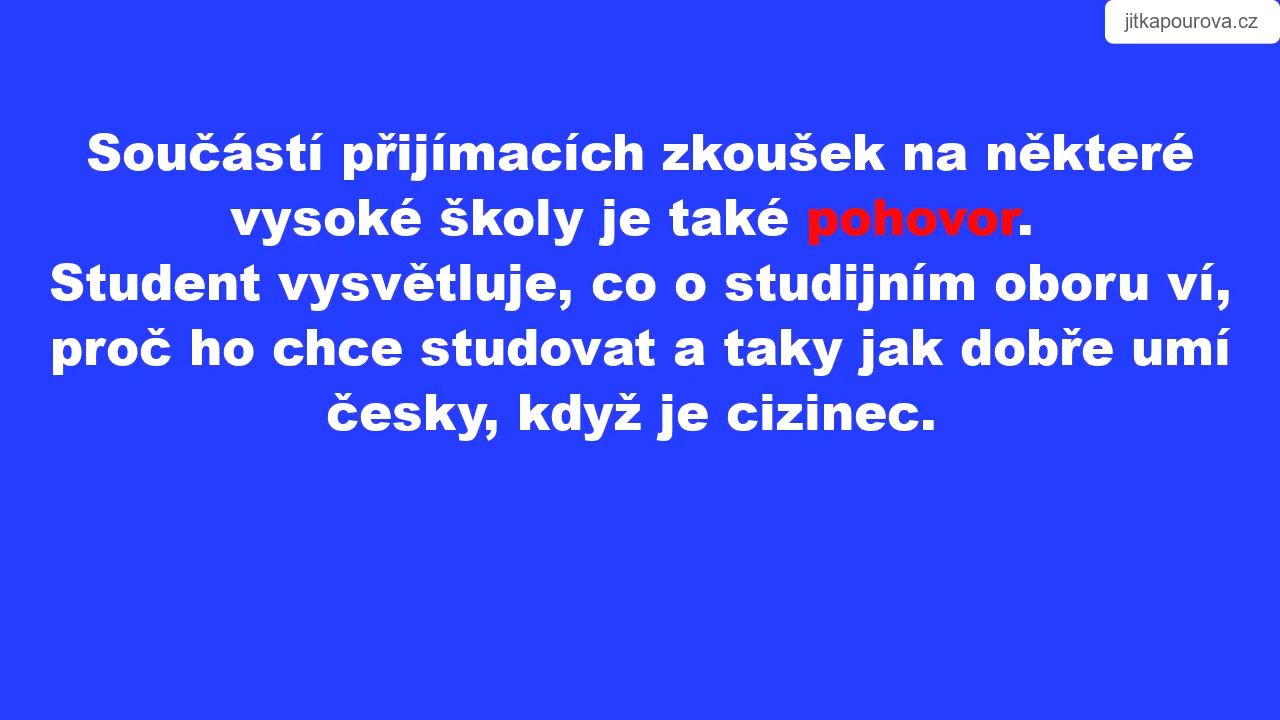 jitkapourova.cz
Součástí přijímacích zkoušek na některé
vysoké školy je také pohovor.
Student vysvětluje, co o studijním oboru ví,
proč ho chce studovat a taky jak dobře umí
česky, když je cizinec.